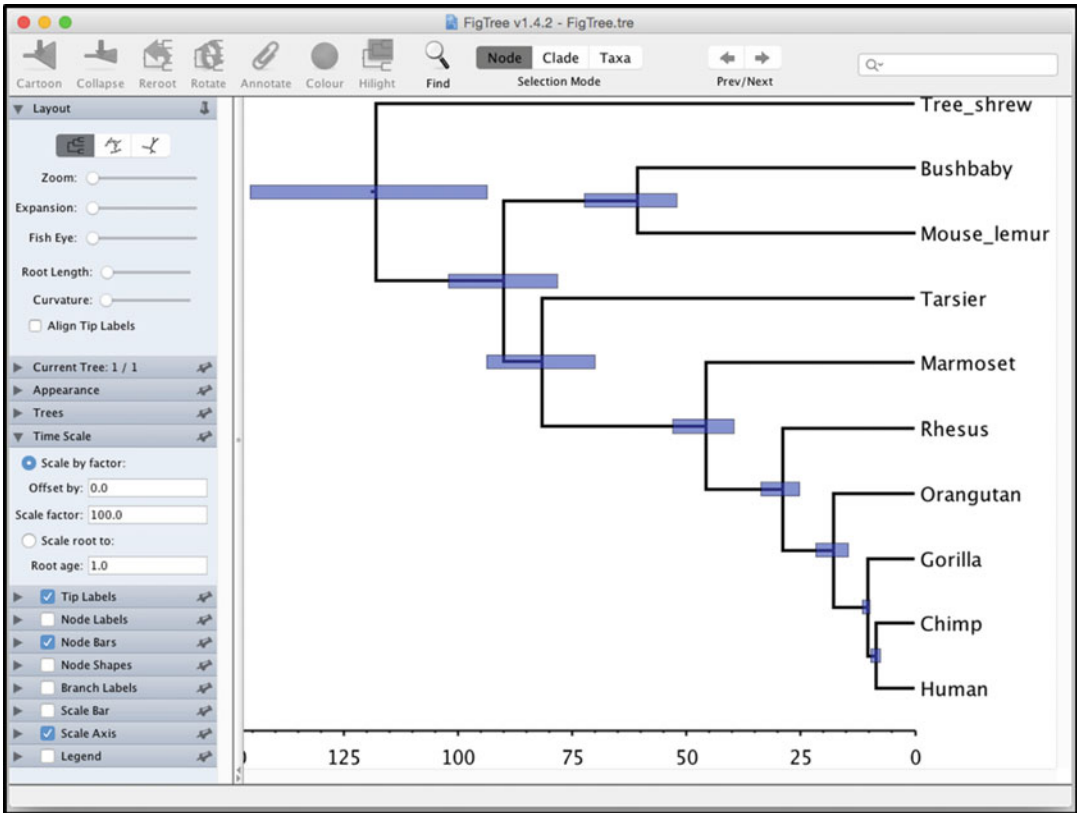 FigTree v1.4.2 - FigTree.tre
Cartoon Collapse Reroot Rotate Annotate Colour Hilight Find
Node Clade Taxa
Selection Mode
Prev/Next
Layout
Zoom:
Expansion:
Fish Eye:
Root Length:
Curvature:
Align Tip Labels
Current Tree: 1 / 1
Appearance
Trees
Time Scale
Scale by factor:
Offset by: 0.0
Scale factor: 100.0
Scale root to:
Root age: 1.0
Tip Labels
Node Labels
Node Bars
Node Shapes
Branch Labels
Scale Bar
Scale Axis
Legend
Tree_shrew
Bushbaby
Mouse_lemur
Tarsier
Marmoset
Rhesus
Orangutan
Gorilla
Chimp
Human
125 100 75 50 25 0